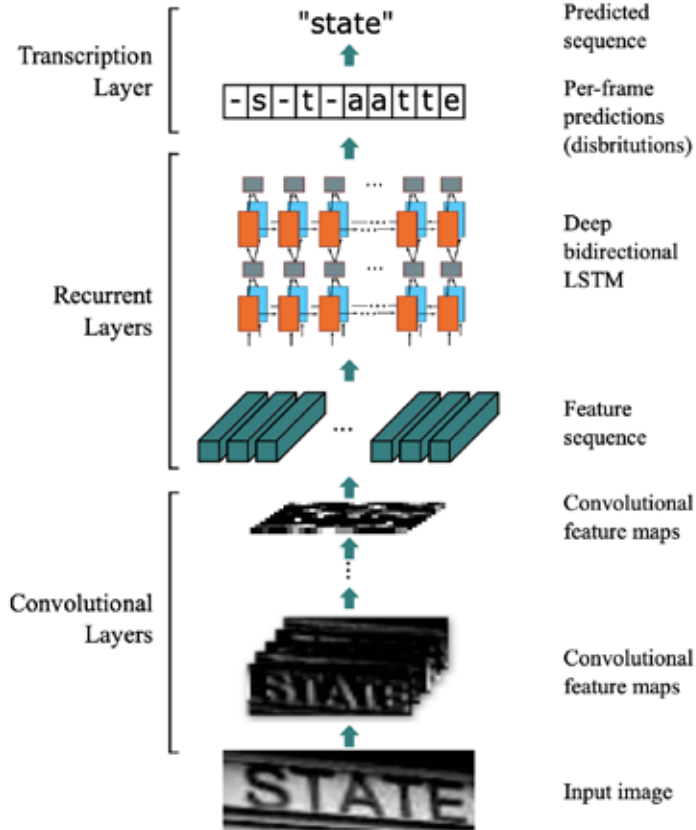 "state"
Predicted
sequence
Transcription
Layer
-s-t-aatte
Per-frame
predictions
(disbritutions)
Recurrent
Layers
Deep
bidirectional
LSTM
Feature
sequence
Convolutional
Layers
Convolutional
feature maps
STATE
Convolutional
feature maps
STATE
Input image